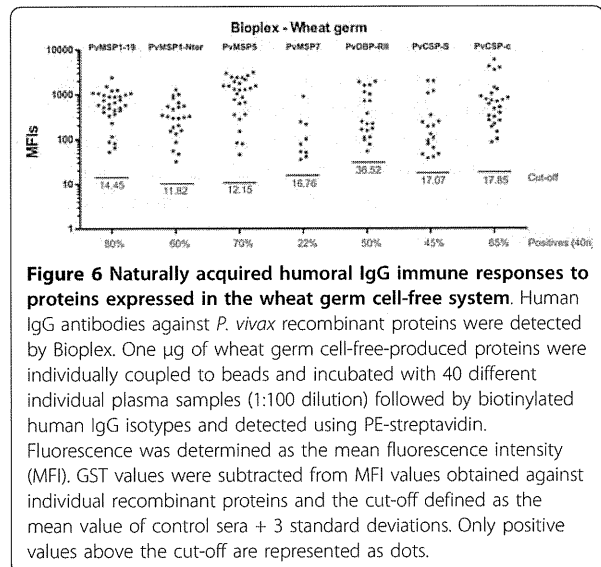 Bioplex - Wheat germ
PvMSP1-19 PvMSP1-Nter PvMSP5 PvMSP7 PvDBP-RII PvCSP-S PvCSP-c
10000
1000
100
10
1
MFIs
14.45 11.82 12.15 16.76 36.52 17.07 17.85 Cut-off
80% 60% 70% 22% 50% 45% 65% Positives (40n)
Figure 6 Naturally acquired humoral IgG immune responses to
proteins expressed in the wheat germ cell-free system. Human
IgG antibodies against P. vivax recombinant proteins were detected
by Bioplex. One μg of wheat germ cell-free-produced proteins were
individually coupled to beads and incubated with 40 different
individual plasma samples (1:100 dilution) followed by biotinylated
human IgG isotypes and detected using PE-streptavidin.
Fluorescence was determined as the mean fluorescence intensity
(MFI). GST values were subtracted from MFI values obtained against
individual recombinant proteins and the cut-off defined as the
mean value of control sera + 3 standard deviations. Only positive
values above the cut-off are represented as dots.